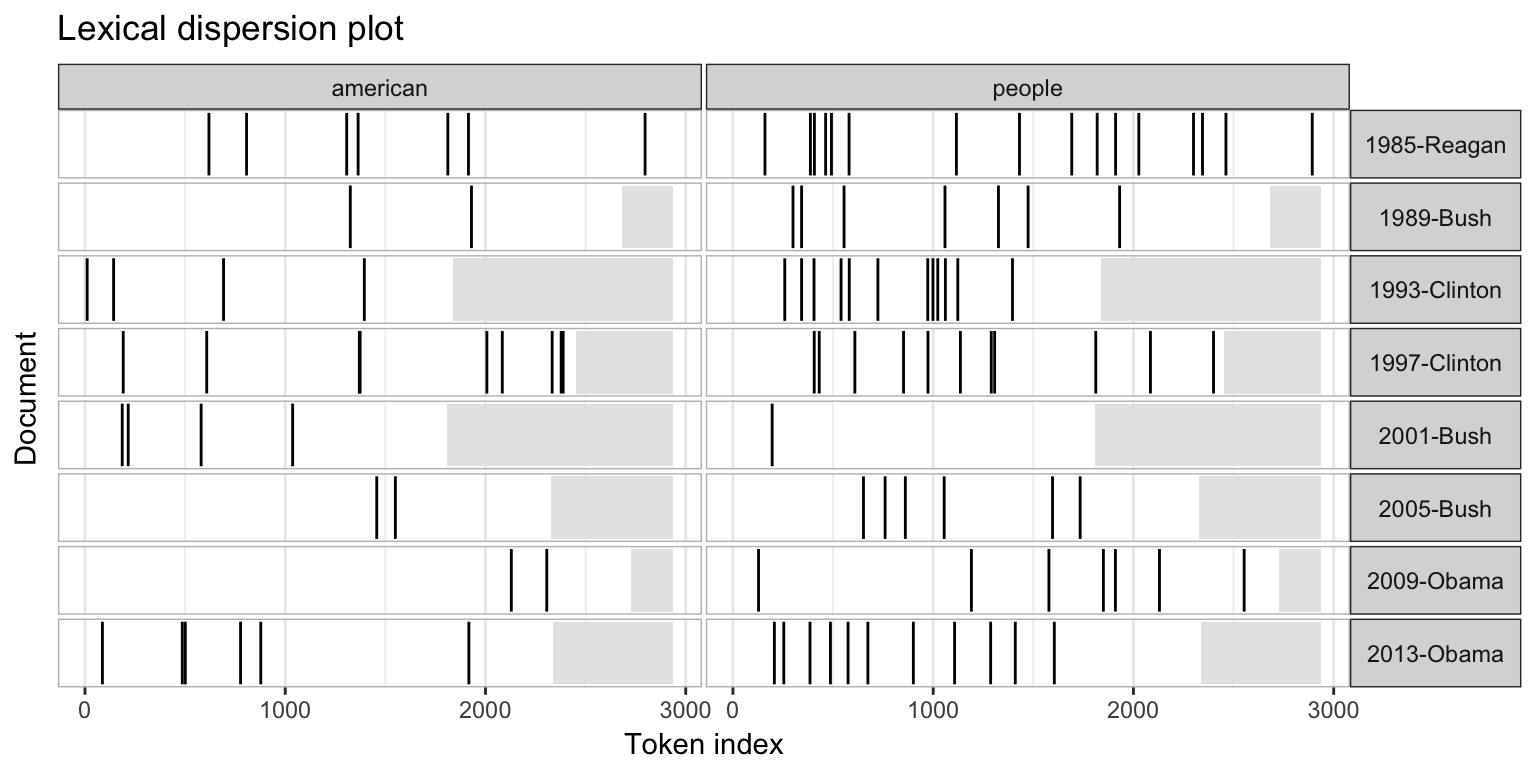 Lexical dispersion plot
american people
1985-Reagan
1989-Bush
1993-Clinton
1997-Clinton
2001-Bush
2005-Bush
2009-Obama
2013-Obama
Document
0 1000 2000 3000 0 1000 2000 3000
Token index